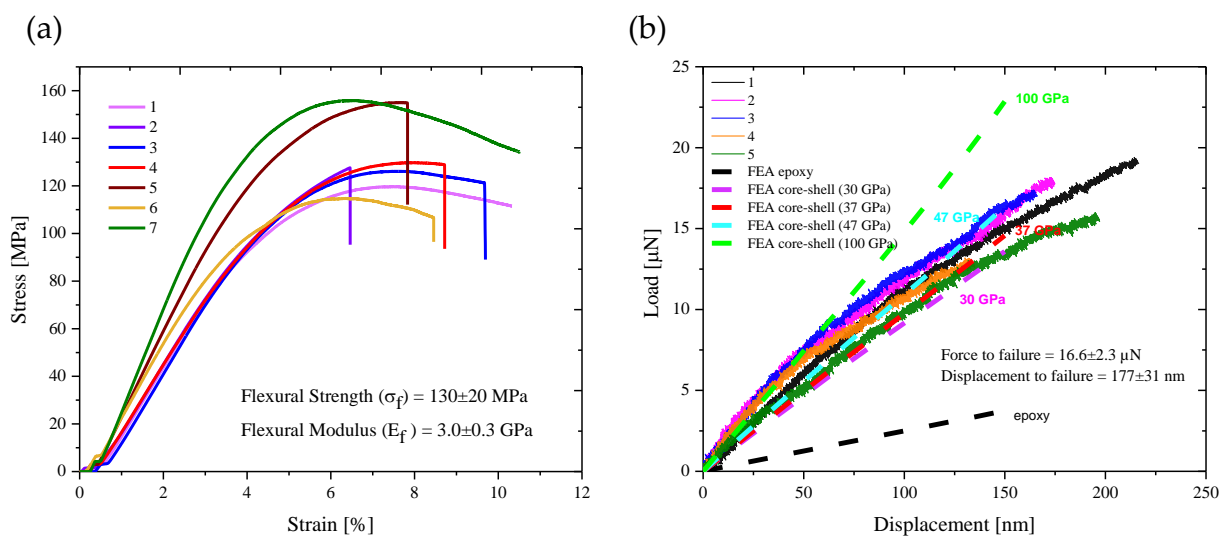 (a)
160
140
120
100
80
60
40
20
0
Stress [MPa]
1
2
3
4
5
6
7
Flexural Strength (σf) = 130±20 MPa
Flexural Modulus (Ef) = 3.0±0.3 GPa
0 2 4 6 8 10 12
Strain [%]
(b)
25
20
15
10
5
0
Load [μN]
1
2
3
4
5
FEA epoxy
FEA core-shell (30 GPa)
FEA core-shell (37 GPa)
FEA core-shell (47 GPa)
FEA core-shell (100 GPa)
100 GPa
47 GPa
37 GPa
30 GPa
Force to failure = 16.6±2.3 μN
Displacement to failure = 177±31 nm
epoxy
0 50 100 150 200 250
Displacement [nm]